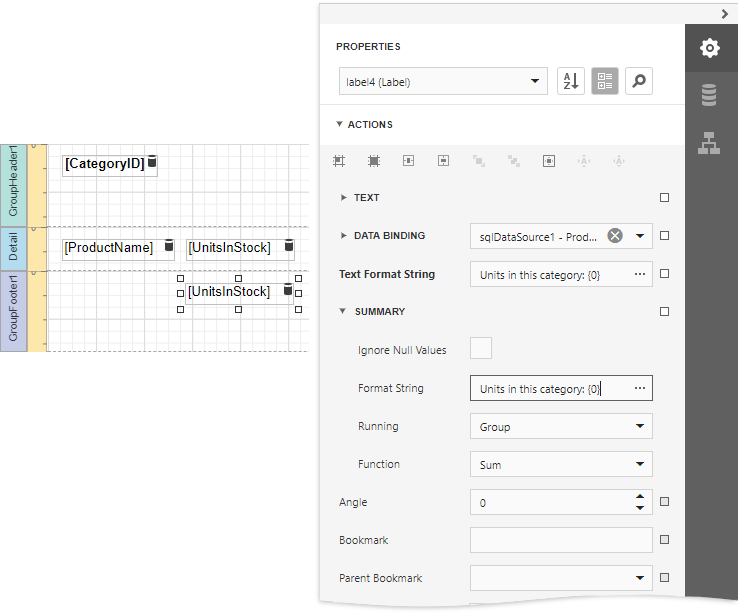 GroupHeader1
[CategoryID]
Detail
[ProductName]
[UnitsInStock]
GroupFooter1
[UnitsInStock]
PROPERTIES
label4 (Label)
ACTIONS
TEXT
DATA BINDING
sqlDataSource1 - Prod...
Text Format String
Units in this category: {0}
SUMMARY
Ignore Null Values
Format String
Units in this category: {0}
Running
Group
Function
Sum
Angle
0
Bookmark
Parent Bookmark